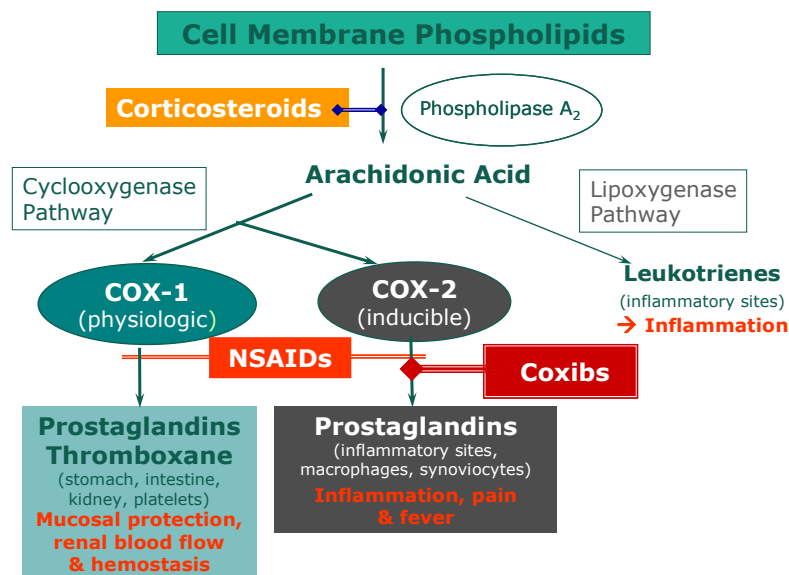 Cell Membrane Phospholipids
Corticosteroids
Phospholipase A₂
Arachidonic Acid
Cyclooxygenase
Pathway
Lipoxygenase
Pathway
COX-1
(physiologic)
COX-2
(inducible)
Leukotrienes
(inflammatory sites)
→ Inflammation
NSAIDs
Coxibs
Prostaglandins
Thromboxane
(stomach, intestine,
kidney, platelets)
Mucosal protection,
renal blood flow
& hemostasis
Prostaglandins
(inflammatory sites,
macrophages, synoviocytes)
Inflammation, pain
& fever